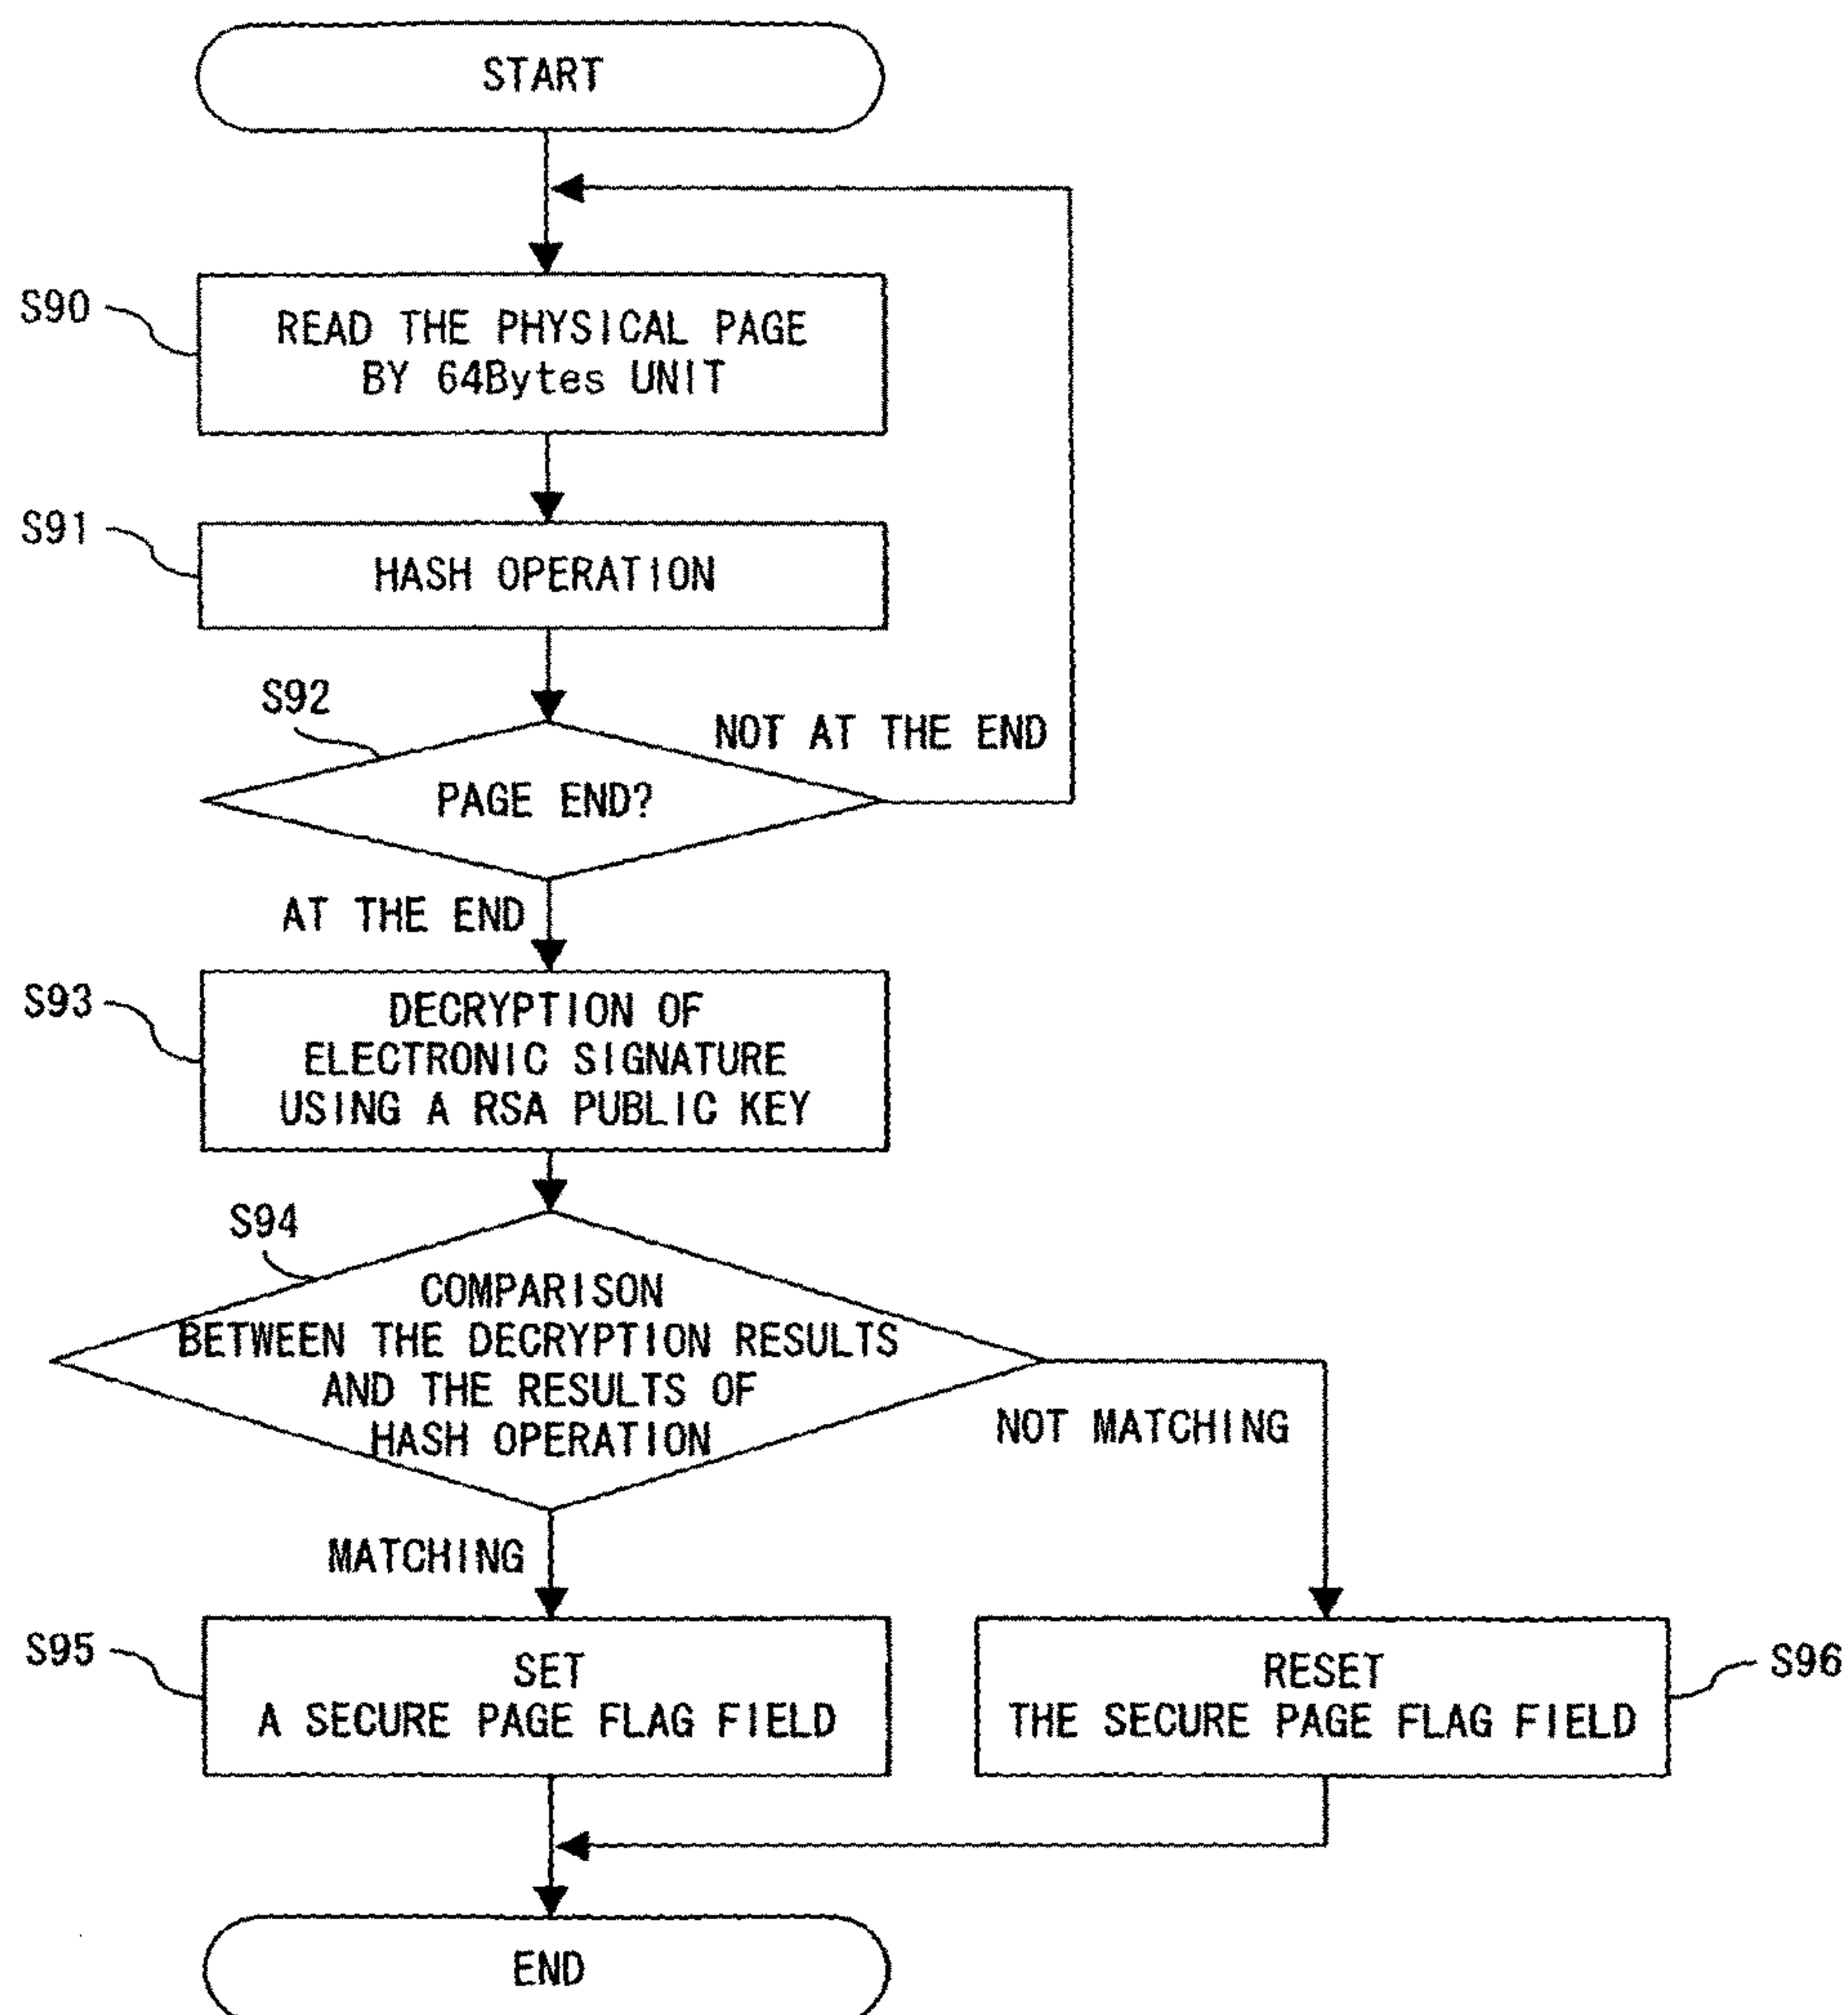 START
S90
READ THE PHYSICAL PAGE
BY 64Bytes UNIT
S91
HASH OPERATION
S92
NOT AT THE END
PAGE END?
AT THE END
S93
DECRYPTION OF
ELECTRONIC SIGNATURE
USING A RSA PUBLIC KEY
S94
COMPARISON
BETWEEN THE DECRYPTION RESULTS
AND THE RESULTS OF
HASH OPERATION
NOT MATCHING
MATCHING
S95
SET
A SECURE PAGE FLAG FIELD
RESET
THE SECURE PAGE FLAG FIELD
S96
END